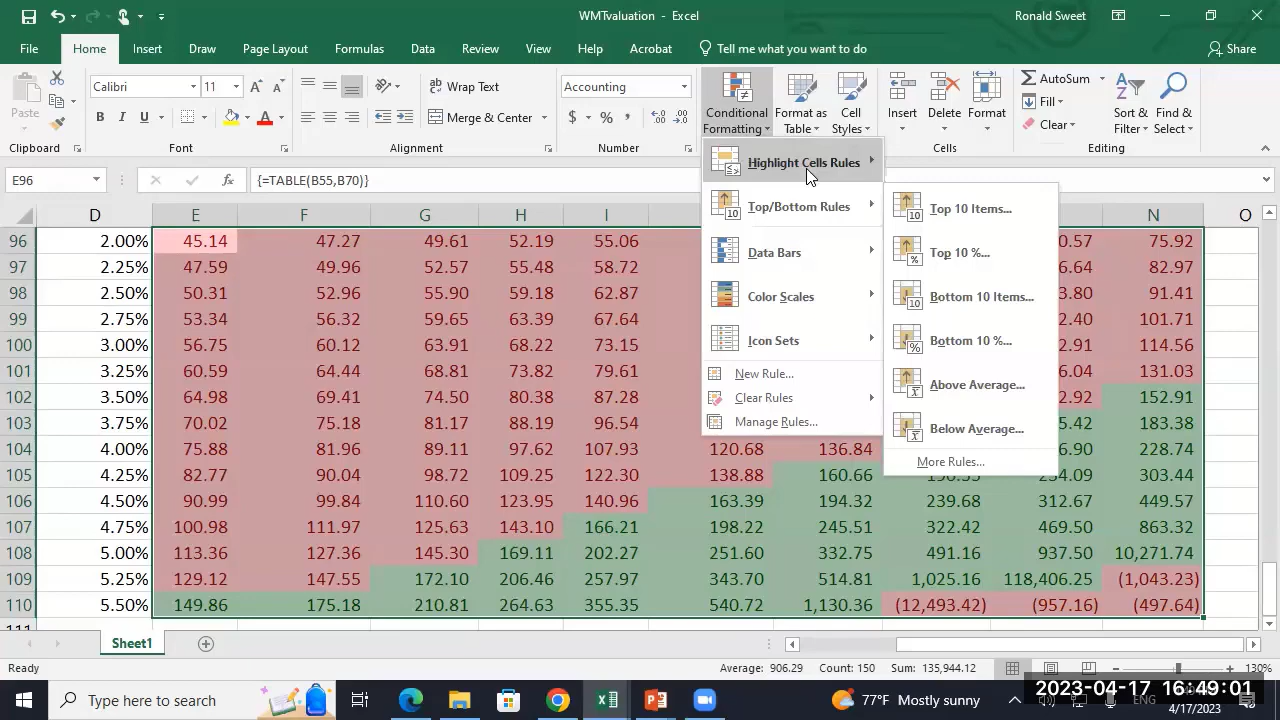 WMTvaluation - Excel
Ronald Sweet
File Home Insert Draw Page Layout Formulas Data Review View Help Acrobat Tell me what you want to do Share
Paste
Calibri 11
B I U A
ab Wrap Text
Merge & Center
Accounting
$ % ,
Conditional Formatting
Format as Table
Cell Styles
Insert Delete Format
AutoSum
Fill
Clear
Sort & Filter
Find & Select
Clipboard Font Alignment Number Cells Editing
E96 fx {=TABLE(B55,B70)}
D E F G H I N O
96 2.00% 45.14 47.27 49.61 52.19 55.06 0.57 75.92
97 2.25% 47.59 49.96 52.57 55.48 58.72 6.64 82.97
98 2.50% 50.31 52.96 55.90 59.18 62.87 3.80 91.41
99 2.75% 53.34 56.32 59.65 63.39 67.64 2.40 101.71
100 3.00% 56.75 60.12 63.91 68.22 73.15 2.91 114.56
101 3.25% 60.59 64.44 68.81 73.82 79.61 6.04 131.03
102 3.50% 64.98 69.41 74.50 80.38 87.28 2.92 152.91
103 3.75% 70.02 75.18 81.17 88.19 96.54 5.42 183.38
104 4.00% 75.88 81.96 89.11 97.62 107.93 120.68 136.84 6.90 228.74
105 4.25% 82.77 90.04 98.72 109.25 122.30 138.88 160.66 303.44
106 4.50% 90.99 99.84 110.60 123.95 140.96 163.39 194.32 239.68 312.67 449.57
107 4.75% 100.98 111.97 125.63 143.10 166.21 198.22 245.51 322.42 469.50 863.32
108 5.00% 113.36 127.36 145.30 169.11 202.27 251.60 332.75 491.16 937.50 10,271.74
109 5.25% 129.12 147.55 172.10 206.46 257.97 343.70 514.81 1,025.16 118,406.25 (1,043.23)
110 5.50% 149.86 175.18 210.81 264.63 355.35 540.72 1,130.36 (12,493.42) (957.16) (497.64)
Highlight Cells Rules
Top/Bottom Rules
Data Bars
Color Scales
Icon Sets
New Rule...
Clear Rules
Manage Rules...
Top 10 Items...
Top 10 %...
Bottom 10 Items...
Bottom 10 %...
Above Average...
Below Average...
More Rules...
Sheet1
Ready Average: 906.29 Count: 150 Sum: 135,944.12 130%
Type here to search
77°F Mostly sunny
ENG
2023-04-17 16:49:01
4/17/2023